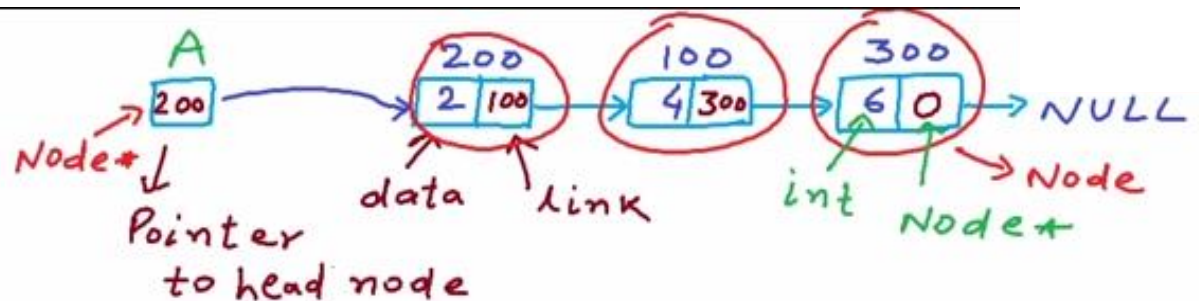 A
200
Node*
Pointer
to head node
200
2 100
data
link
100
4 300
300
6 0
NULL
int
Node*
Node